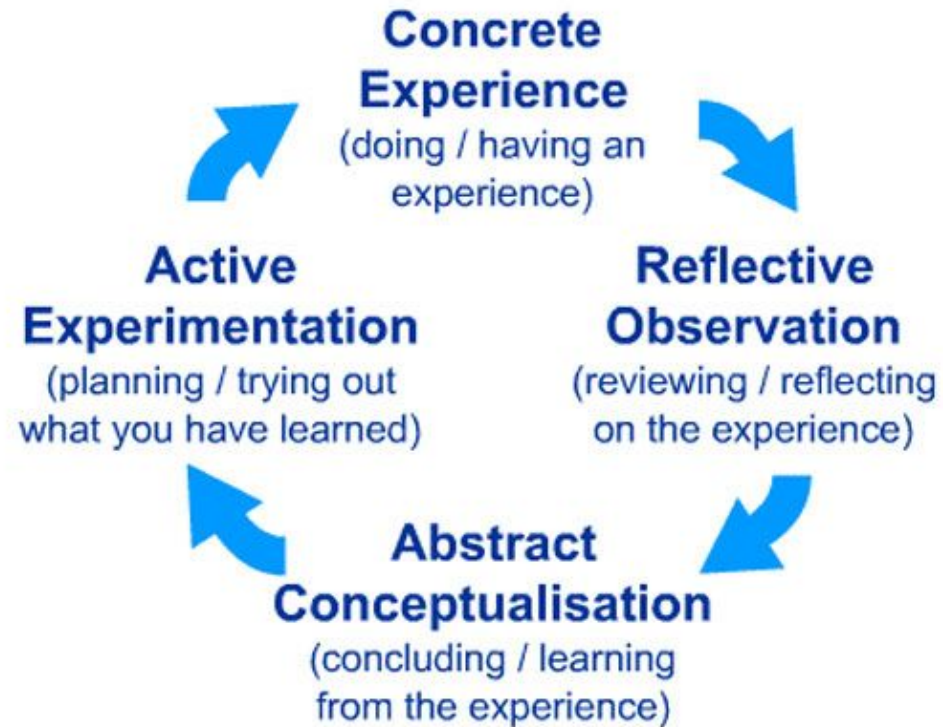 Concrete
Experience
(doing / having an
experience)
Reflective
Observation
(reviewing / reflecting
on the experience)
Abstract
Conceptualisation
(concluding / learning
from the experience)
Active
Experimentation
(planning / trying out
what you have learned)